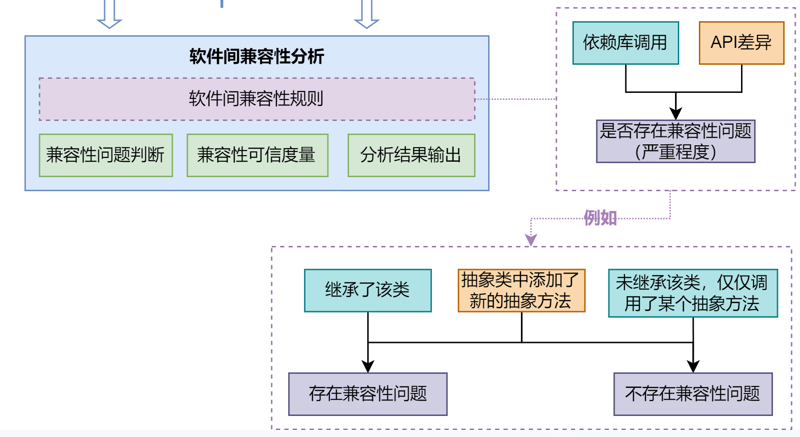 软件间兼容性分析
软件间兼容性规则
兼容性问题判断
兼容性可信度量
分析结果输出
依赖库调用
API差异
是否存在兼容性问题
（严重程度）
例如
继承了该类
抽象类中添加了
新的抽象方法
未继承该类，仅仅调
用了某个抽象方法
存在兼容性问题
不存在兼容性问题